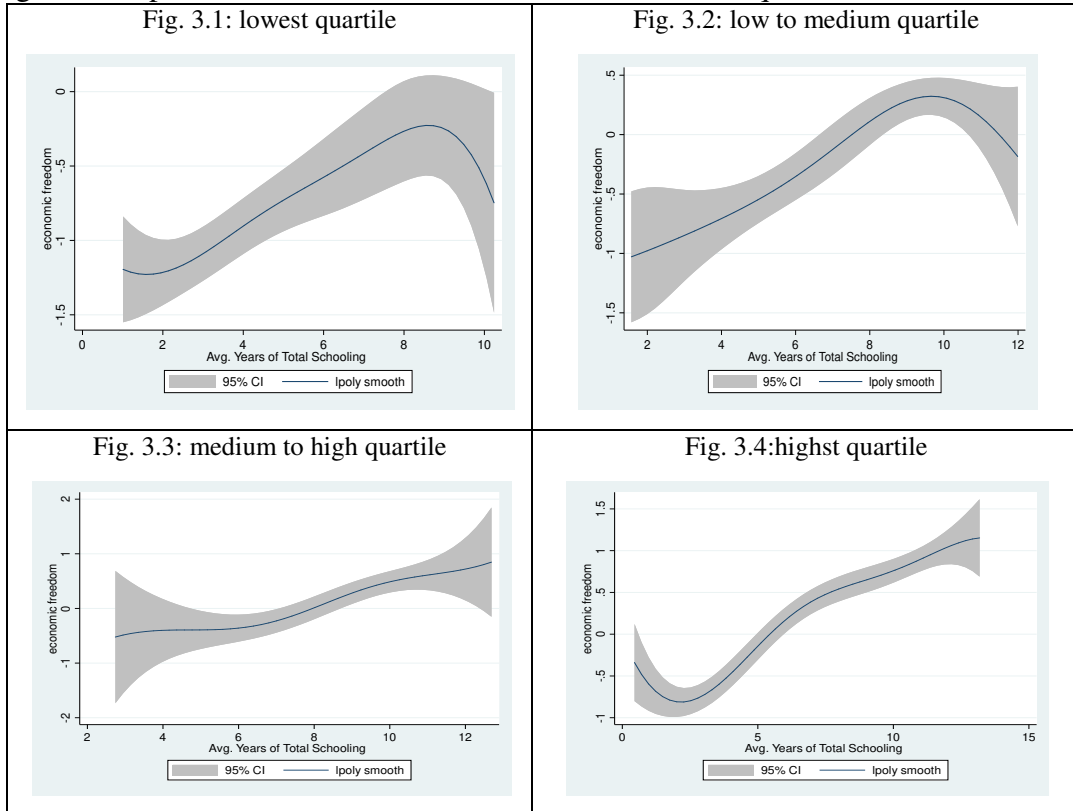 Fig. 3.1: lowest quartile
0
-.5
-1
-1.5
economic freedom
0 2 4 6 8 10
Avg. Years of Total Schooling
95% CI lpoly smooth
Fig. 3.2: low to medium quartile
.5
0
-.5
-1
-1.5
economic freedom
2 4 6 8 10 12
Avg. Years of Total Schooling
95% CI lpoly smooth
Fig. 3.3: medium to high quartile
2
1
0
-1
-2
economic freedom
2 4 6 8 10 12
Avg. Years of Total Schooling
95% CI lpoly smooth
Fig. 3.4:highst quartile
1.5
1
.5
0
-.5
-1
economic freedom
0 5 10 15
Avg. Years of Total Schooling
95% CI lpoly smooth